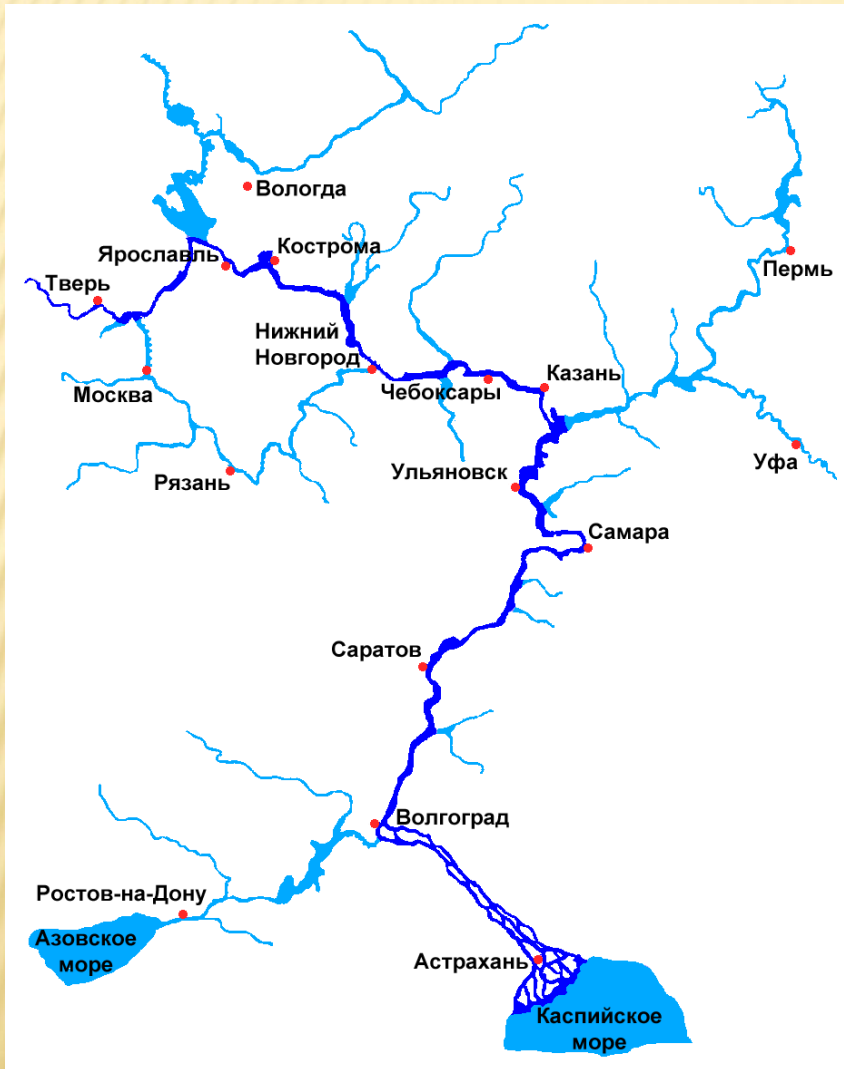 Вологда
Кострома
Ярославль
Пермь
Тверь
Нижний
Новгород
Казань
Чебоксары
Москва
Уфа
Ульяновск
Рязань
Самара
Саратов
Волгоград
Ростов-на-Дону
Азовское
море
Астрахань
Каспийское
море